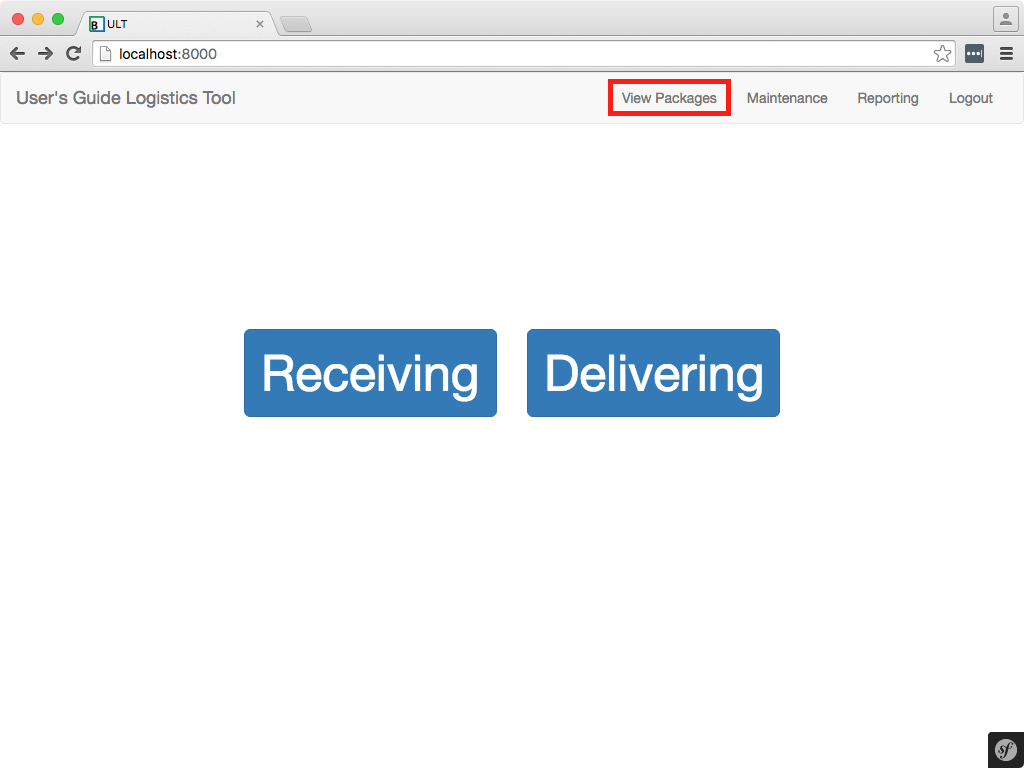 B ULT
localhost:8000
User's Guide Logistics Tool View Packages Maintenance Reporting Logout
Receiving Delivering
sf